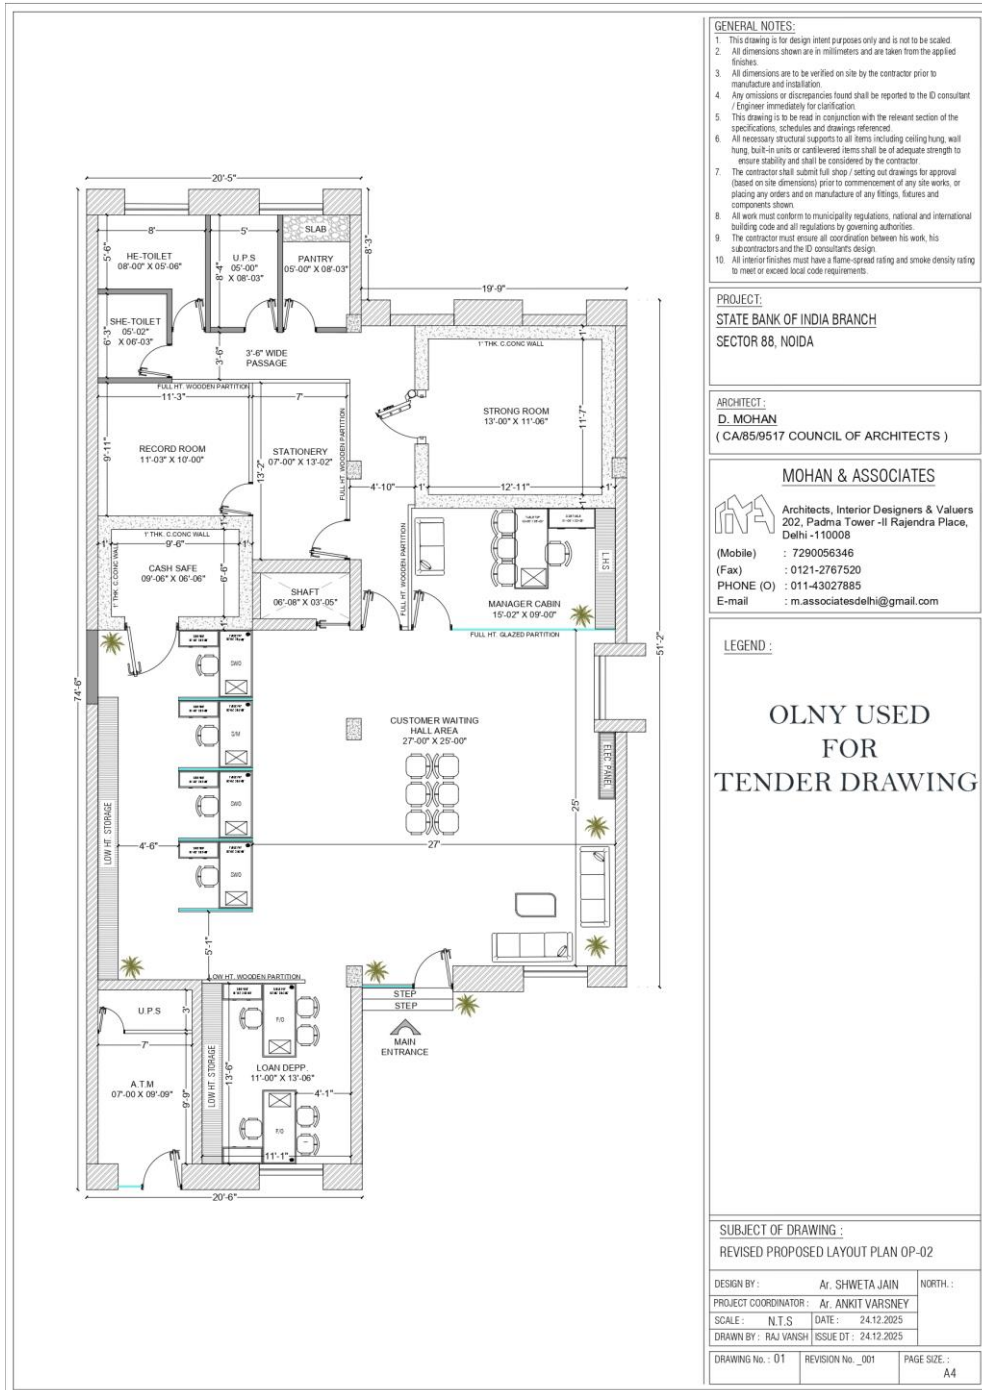 GENERAL NOTES:
1. This drawing is for design intent purposes only and is not to be scaled.
2. All dimensions shown are in millimeters and are taken from the applied
finishes.
3. All dimensions are to be verified on site by the contractor prior to
manufacture and installation.
4. Any omissions or discrepancies found shall be reported to the ID consultant
/ Engineer immediately for clarification.
5. This drawing is to be read in conjunction with the relevant section of the
specifications, schedules and drawings referenced.
6. All necessary structural supports to all items including ceiling hung, wall
hung, built-in units or cantilevered items shall be of adequate strength to
ensure stability and shall be considered by the contractor.
7. The contractor shall submit full shop / setting out drawings for approval
(based on site dimensions) prior to commencement of any site works, or
placing any orders and on manufacture of any fittings, fixtures and
components shown.
8. All work must conform to municipality regulations, national and international
building code and all regulations by governing authorities.
9. The contractor must ensure all coordination between his work, his
subcontractors and the ID consultant's design.
10. All interior finishes must have a flame-spread rating and smoke density rating
to meet or exceed local code requirements.
PROJECT:
STATE BANK OF INDIA BRANCH
SECTOR 88, NOIDA
ARCHITECT :
D. MOHAN
( CA/85/9517 COUNCIL OF ARCHITECTS )
MOHAN & ASSOCIATES
Architects, Interior Designers & Valuers
202, Padma Tower -II Rajendra Place,
Delhi -110008
(Mobile) : 7290056346
(Fax) : 0121-2767520
PHONE (O) : 011-43027885
E-mail : m.associatesdelhi@gmail.com
LEGEND :
OLNY USED
FOR
TENDER DRAWING
SUBJECT OF DRAWING :
REVISED PROPOSED LAYOUT PLAN OP-02
DESIGN BY : Ar. SHWETA JAIN
NORTH. :
PROJECT COORDINATOR : Ar. ANKIT VARSNEY
SCALE : N.T.S DATE : 24.12.2025
DRAWN BY : RAJ VANSH ISSUE DT : 24.12.2025
DRAWING No. : 01 REVISION No. _001 PAGE SIZE. :
A4
20'-5"
8'
5'
SLAB
8'-3"
5'-6"
HE-TOILET
08'-00" X 05'-06"
8'-4"
U.P.S
05'-00"
X 08'-03"
PANTRY
05'-00" X 08'-03"
19'-9"
SHE-TOILET
05'-02"
X 06'-03"
6'-3"
3'-6"
3'-6" WIDE
PASSAGE
FULL HT. WOODEN PARTITION
11'-3"
7'
1' THK. C.CONC WALL
1'
STRONG ROOM
13'-00" X 11'-06"
11'-7"
RECORD ROOM
11'-03" X 10'-00"
9'-11"
STATIONERY
07'-00" X 13'-02"
13'-2"
FULL HT. WOODEN PARTITION
4'-10"
1'
12'-11"
1'
1'
1' THK. C.CONC WALL
1'
9'-6"
1'
1'
CASH SAFE
09'-06" X 06'-06"
6'-6"
1' THK. C.CONC WALL
1'
SHAFT
06'-08" X 03'-05"
FULL HT. WOODEN PARTITION
L.H.S
MANAGER CABIN
15'-02" X 09'-00"
FULL HT. GLAZED PARTITION
51'-2"
74'-6"
SWO
S/M
SWO
SWO
CUSTOMER WAITING
HALL AREA
27'-00" X 25'-00"
ELEC. PANEL
LOW HT. STORAGE
4'-6"
27'
25'
5'-1"
LOW HT. WOODEN PARTITION
STEP
STEP
MAIN
ENTRANCE
U.P.S
3'
7'
A.T.M
07'-00 X 09'-09"
9'-9"
LOW HT. STORAGE
13'-6"
F/O
LOAN DEPP.
11'-00" X 13'-06"
4'-1"
F/O
11'-1"
20'-6"